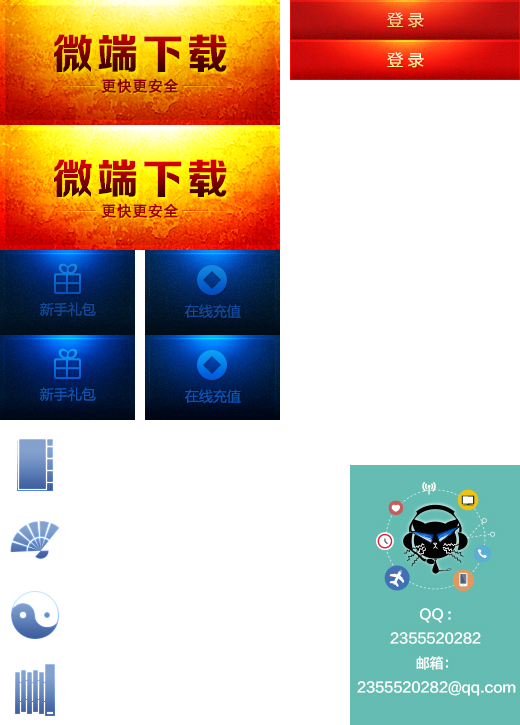 微端下载
更快更安全
登录
登录
微端下载
更快更安全
新手礼包
在线充值
新手礼包
在线充值
QQ：
2355520282
邮箱：
2355520282@qq.com